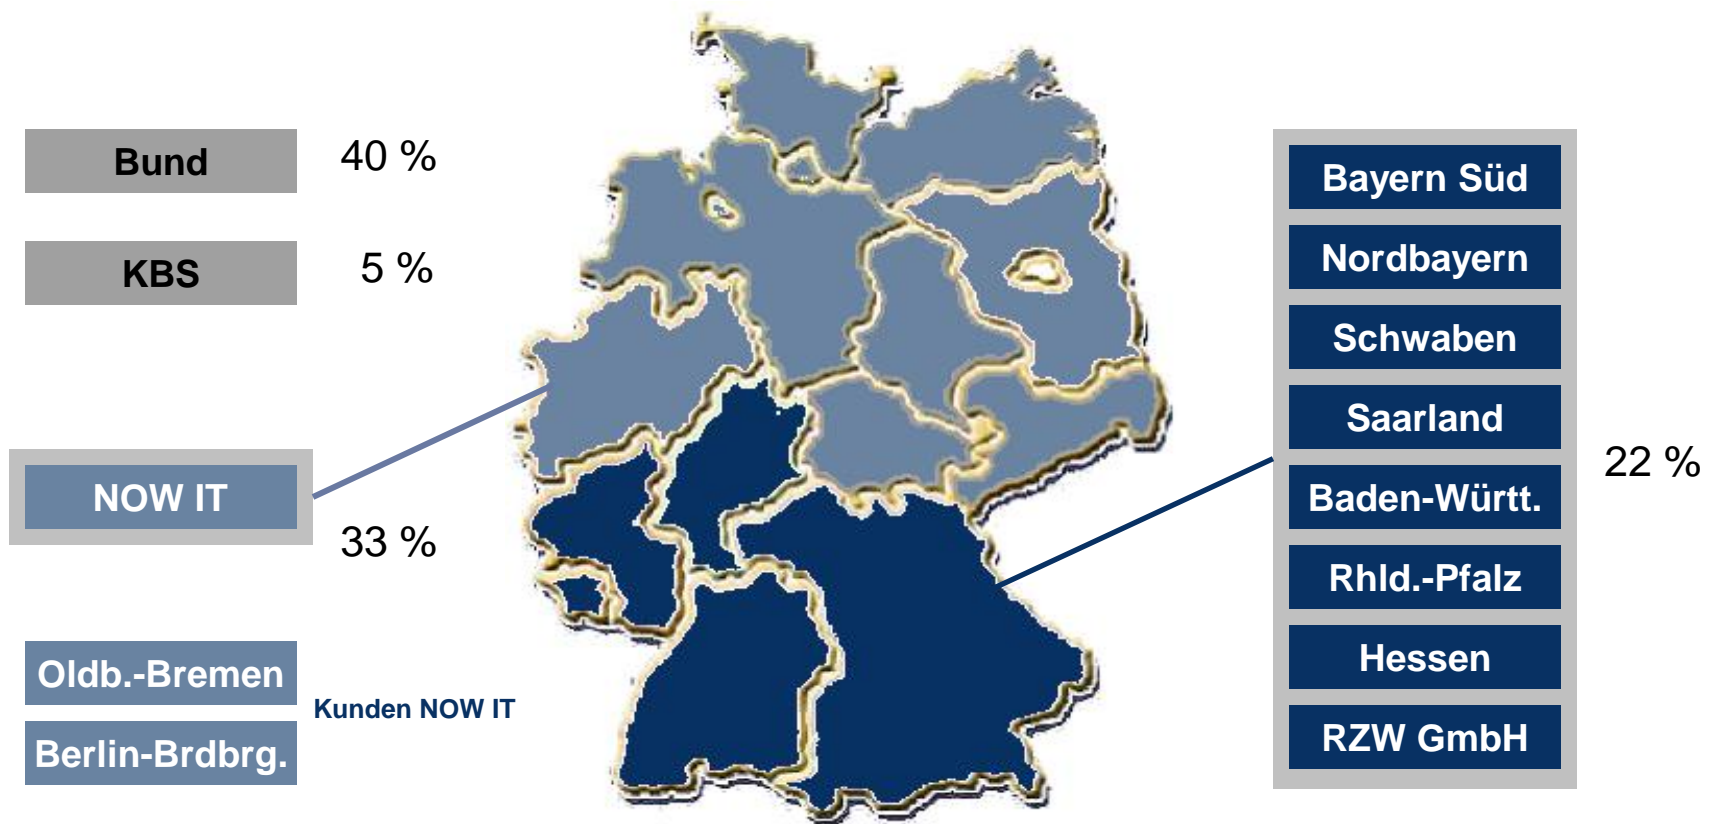 Bund
40 %
KBS
5 %
NOW IT
33 %
Oldb.-Bremen
Berlin-Brdbrg.
Kunden NOW IT
Bayern Süd
Nordbayern
Schwaben
Saarland
Baden-Württ.
Rhld.-Pfalz
Hessen
RZW GmbH
22 %